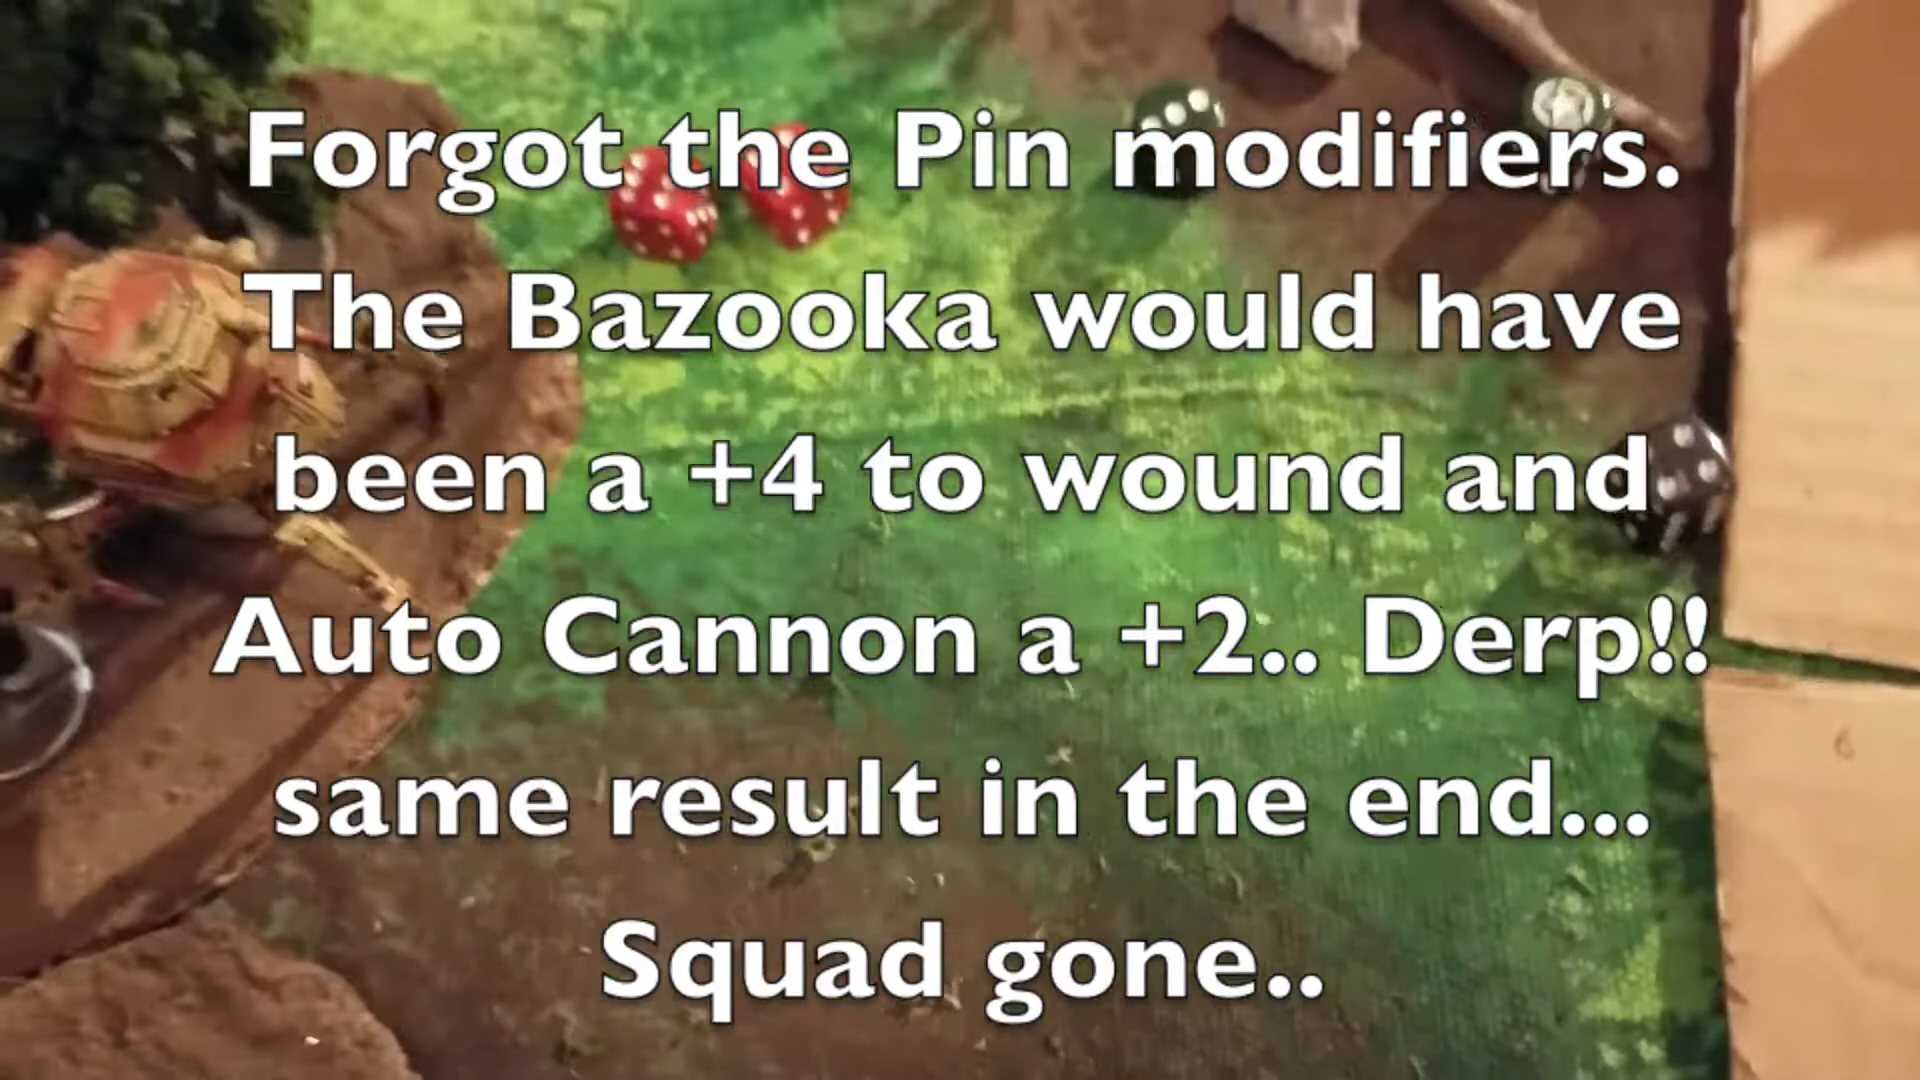 Forgot the Pin modifiers.
The Bazooka would have
been a +4 to wound and
Auto Cannon a +2.. Derp!!
same result in the end...
Squad gone..